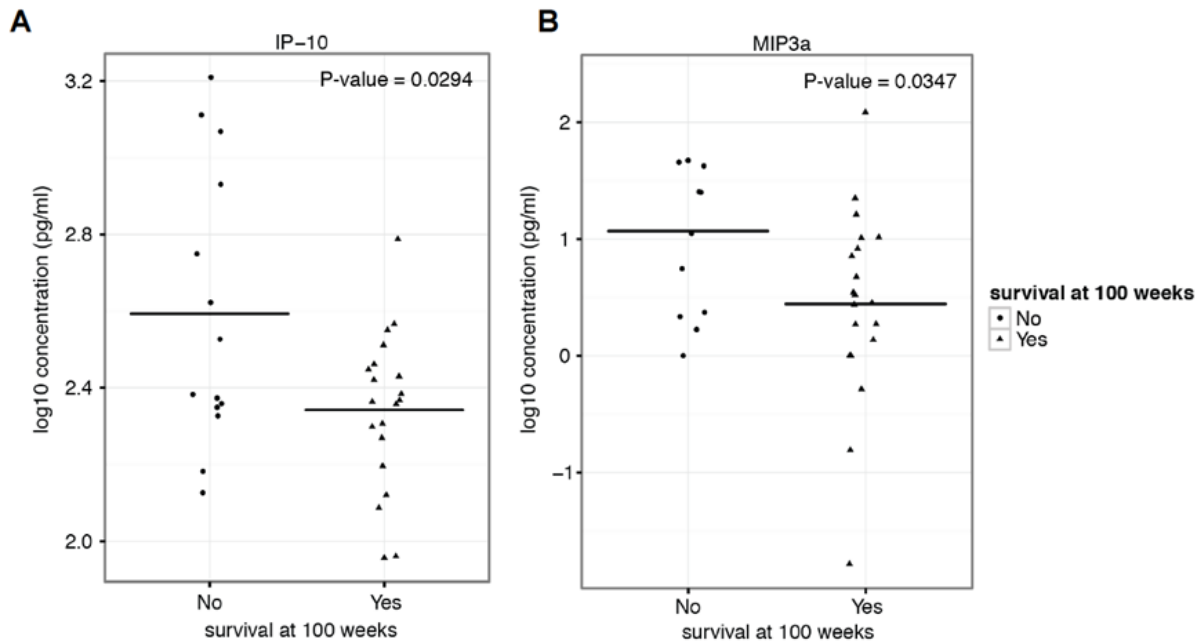 A
IP−10
P-value = 0.0294
log10 concentration (pg/ml)
3.2
2.8
2.4
2.0
No
Yes
survival at 100 weeks
B
MIP3a
P-value = 0.0347
log10 concentration (pg/ml)
2
1
0
−1
No
Yes
survival at 100 weeks
survival at 100 weeks
No
Yes